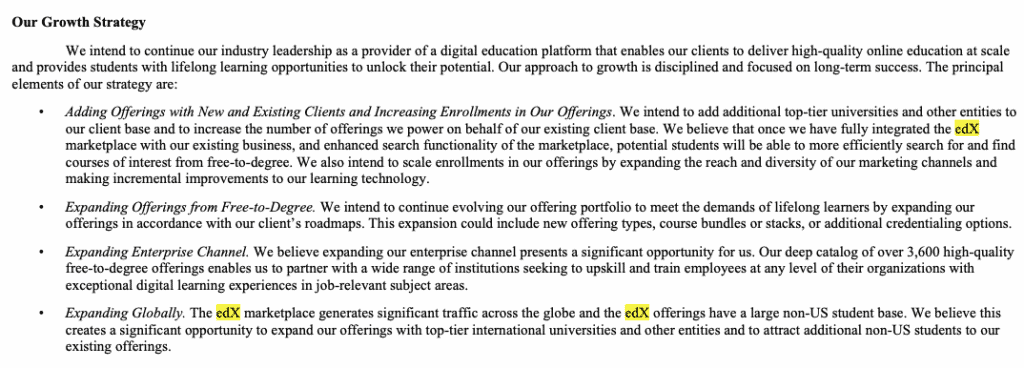 Our Growth Strategy
We intend to continue our industry leadership as a provider of a digital education platform that enables our clients to deliver high-quality online education at scale
and provides students with lifelong learning opportunities to unlock their potential. Our approach to growth is disciplined and focused on long-term success. The principal
elements of our strategy are:
• Adding Offerings with New and Existing Clients and Increasing Enrollments in Our Offerings. We intend to add additional top-tier universities and other entities to
our client base and to increase the number of offerings we power on behalf of our existing client base. We believe that once we have fully integrated the edX
marketplace with our existing business, and enhanced search functionality of the marketplace, potential students will be able to more efficiently search for and find
courses of interest from free-to-degree. We also intend to scale enrollments in our offerings by expanding the reach and diversity of our marketing channels and
making incremental improvements to our learning technology.
• Expanding Offerings from Free-to-Degree. We intend to continue evolving our offering portfolio to meet the demands of lifelong learners by expanding our
offerings in accordance with our client's roadmaps. This expansion could include new offering types, course bundles or stacks, or additional credentialing options.
• Expanding Enterprise Channel. We believe expanding our enterprise channel presents a significant opportunity for us. Our deep catalog of over 3,600 high-quality
free-to-degree offerings enables us to partner with a wide range of institutions seeking to upskill and train employees at any level of their organizations with
exceptional digital learning experiences in job-relevant subject areas.
• Expanding Globally. The edX marketplace generates significant traffic across the globe and the edX offerings have a large non-US student base. We believe this
creates a significant opportunity to expand our offerings with top-tier international universities and other entities and to attract additional non-US students to our
existing offerings.